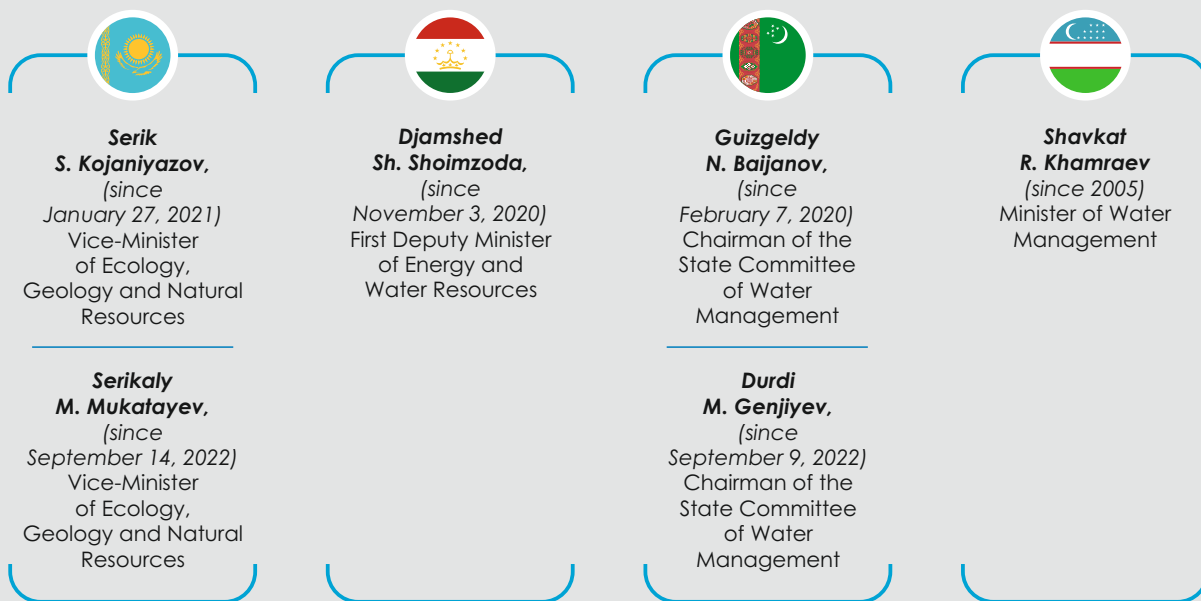 Serik
S. Kojaniyazov,
(since
January 27, 2021)
Vice-Minister
of Ecology,
Geology and Natural
Resources
Serikaly
M. Mukatayev,
(since
September 14, 2022)
Vice-Minister
of Ecology,
Geology and Natural
Resources
Djamshed
Sh. Shoimzoda,
(since
November 3, 2020)
First Deputy Minister
of Energy and
Water Resources
Guizgeldy
N. Baijanov,
(since
February 7, 2020)
Chairman of the
State Committee
of Water
Management
Durdi
M. Genjiyev,
(since
September 9, 2022)
Chairman of the
State Committee
of Water
Management
Shavkat
R. Khamraev
(since 2005)
Minister of Water
Management